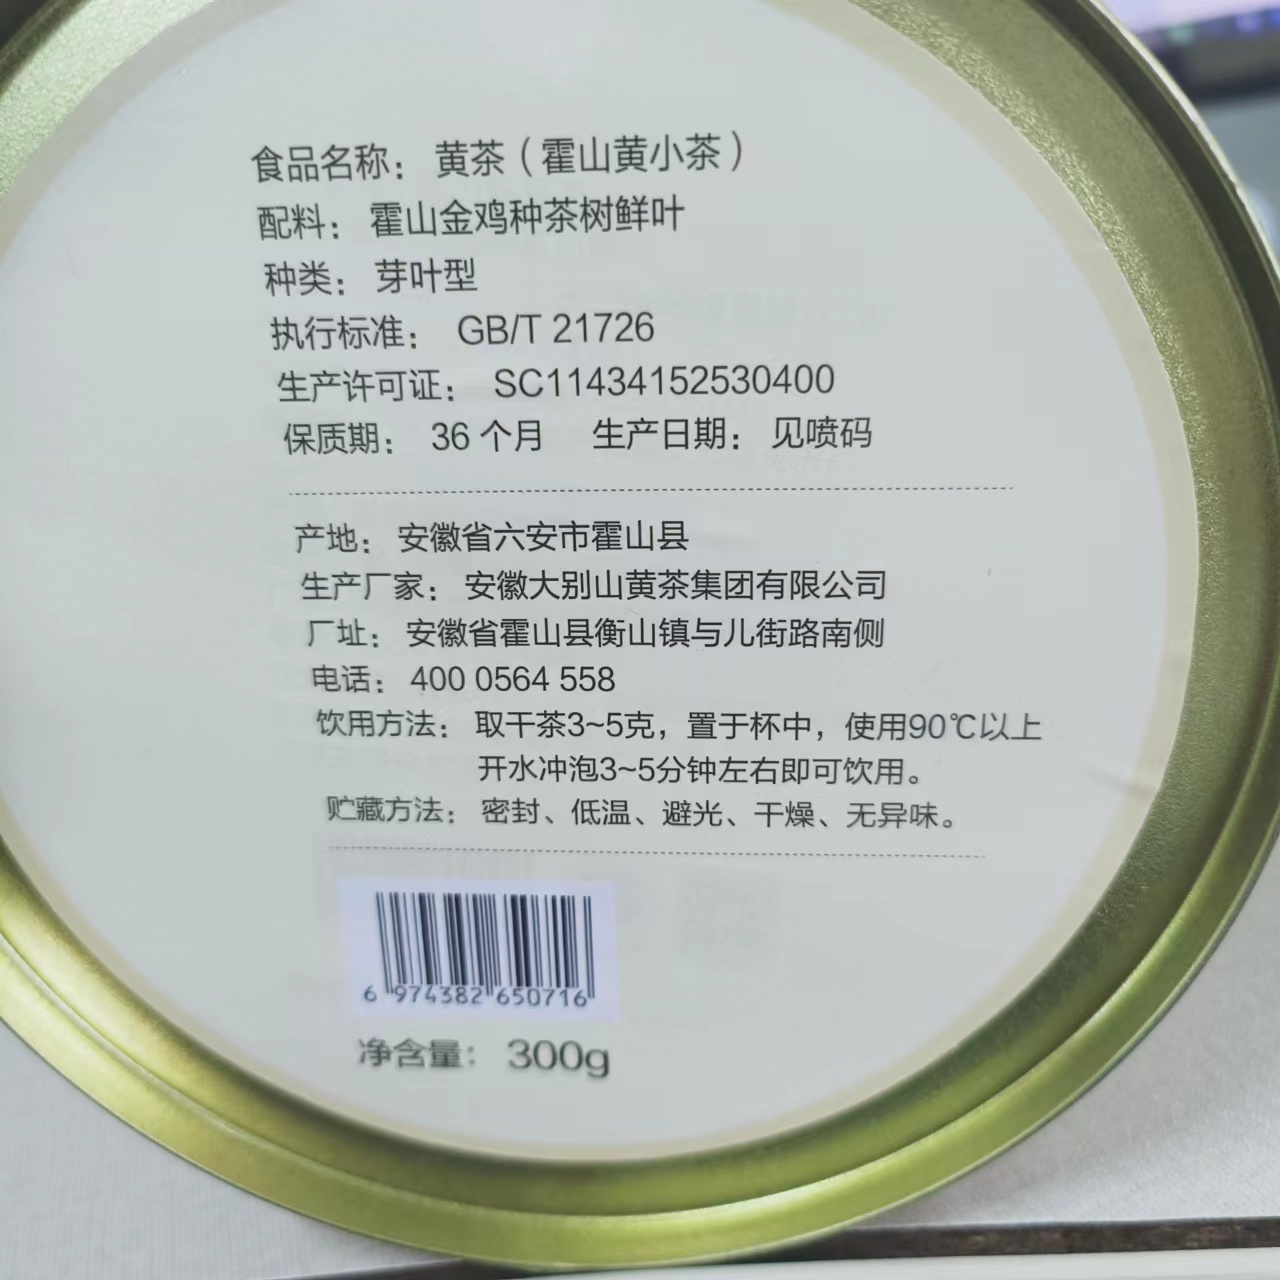 食品名称： 黄茶（霍山黄小茶）
配料： 霍山金鸡种茶树鲜叶
种类： 芽叶型
执行标准： GB/T 21726
生产许可证： SC11434152530400
保质期： 36 个月 生产日期： 见喷码
产地： 安徽省六安市霍山县
生产厂家： 安徽大别山黄茶集团有限公司
厂址： 安徽省霍山县衡山镇与儿街路南侧
电话： 400 0564 558
饮用方法： 取干茶3~5克，置于杯中，使用90℃以上
开水冲泡3~5分钟左右即可饮用。
贮藏方法： 密封、低温、避光、干燥、无异味。
6 974382 650716
净含量： 300g